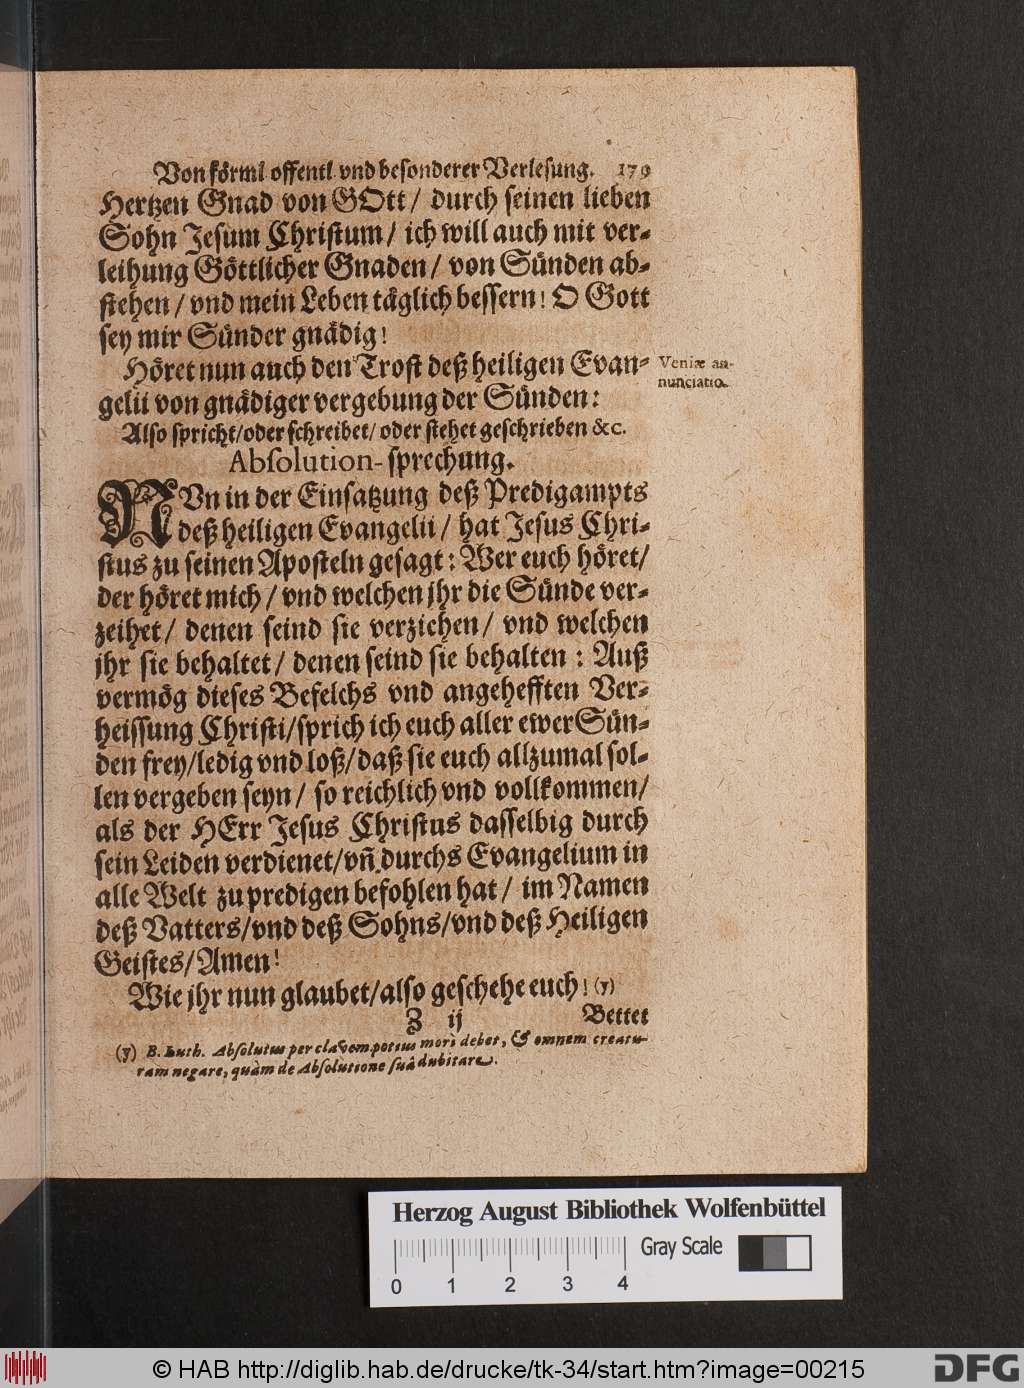 Von förml offentl vnd besonderer Verlesung. 179
Hertzen Gnad von GOtt / durch seinen lieben
Sohn Jesum Christum / ich will auch mit ver-
leihung Göttlicher Gnaden / von Sünden ab-
stehen / vnd mein Leben täglich bessern! O Gott
sey mir Sünder gnädig!
Höret nun auch den Trost deß heiligen Evan-
gelii von gnädiger vergebung der Sünden:
Veniæ an-
nunciatio.
Also spricht/oder schreibet/ oder stehet geschrieben &c.
Absolution-sprechung.
NVn in der Einsatzung deß Predigampts
deß heiligen Evangelii / hat Jesus Chri-
stus zu seinen Aposteln gesagt: Wer euch höret/
der höret mich / vnd welchen jhr die Sünde ver-
zeihet / denen seind sie verziehen / vnd welchen
jhr sie behaltet / denen seind sie behalten : Auß
vermög dieses Befelchs vnd angehefften Ver-
heissung Christi/sprich ich euch aller ewer Sün-
den frey/ledig vnd loß/daß sie euch allzumal sol-
len vergeben seyn / so reichlich vnd vollkommen/
als der HErr Jesus Christus dasselbig durch
sein Leiden verdienet/vñ durchs Evangelium in
alle Welt zu predigen befohlen hat / im Namen
deß Vatters/vnd deß Sohns/vnd deß Heiligen
Geistes/Amen!
Wie jhr nun glaubet/also geschehe euch! (y)
Z ij Bettet
(y) B. Luth. Absolutus per clavem potius mori debet, & omnem creatu-
ram negare, quàm de Absolutione suâ dubitare.
Herzog August Bibliothek Wolfenbüttel
Gray Scale
0 1 2 3 4
© HAB http://diglib.hab.de/drucke/tk-34/start.htm?image=00215
DFG